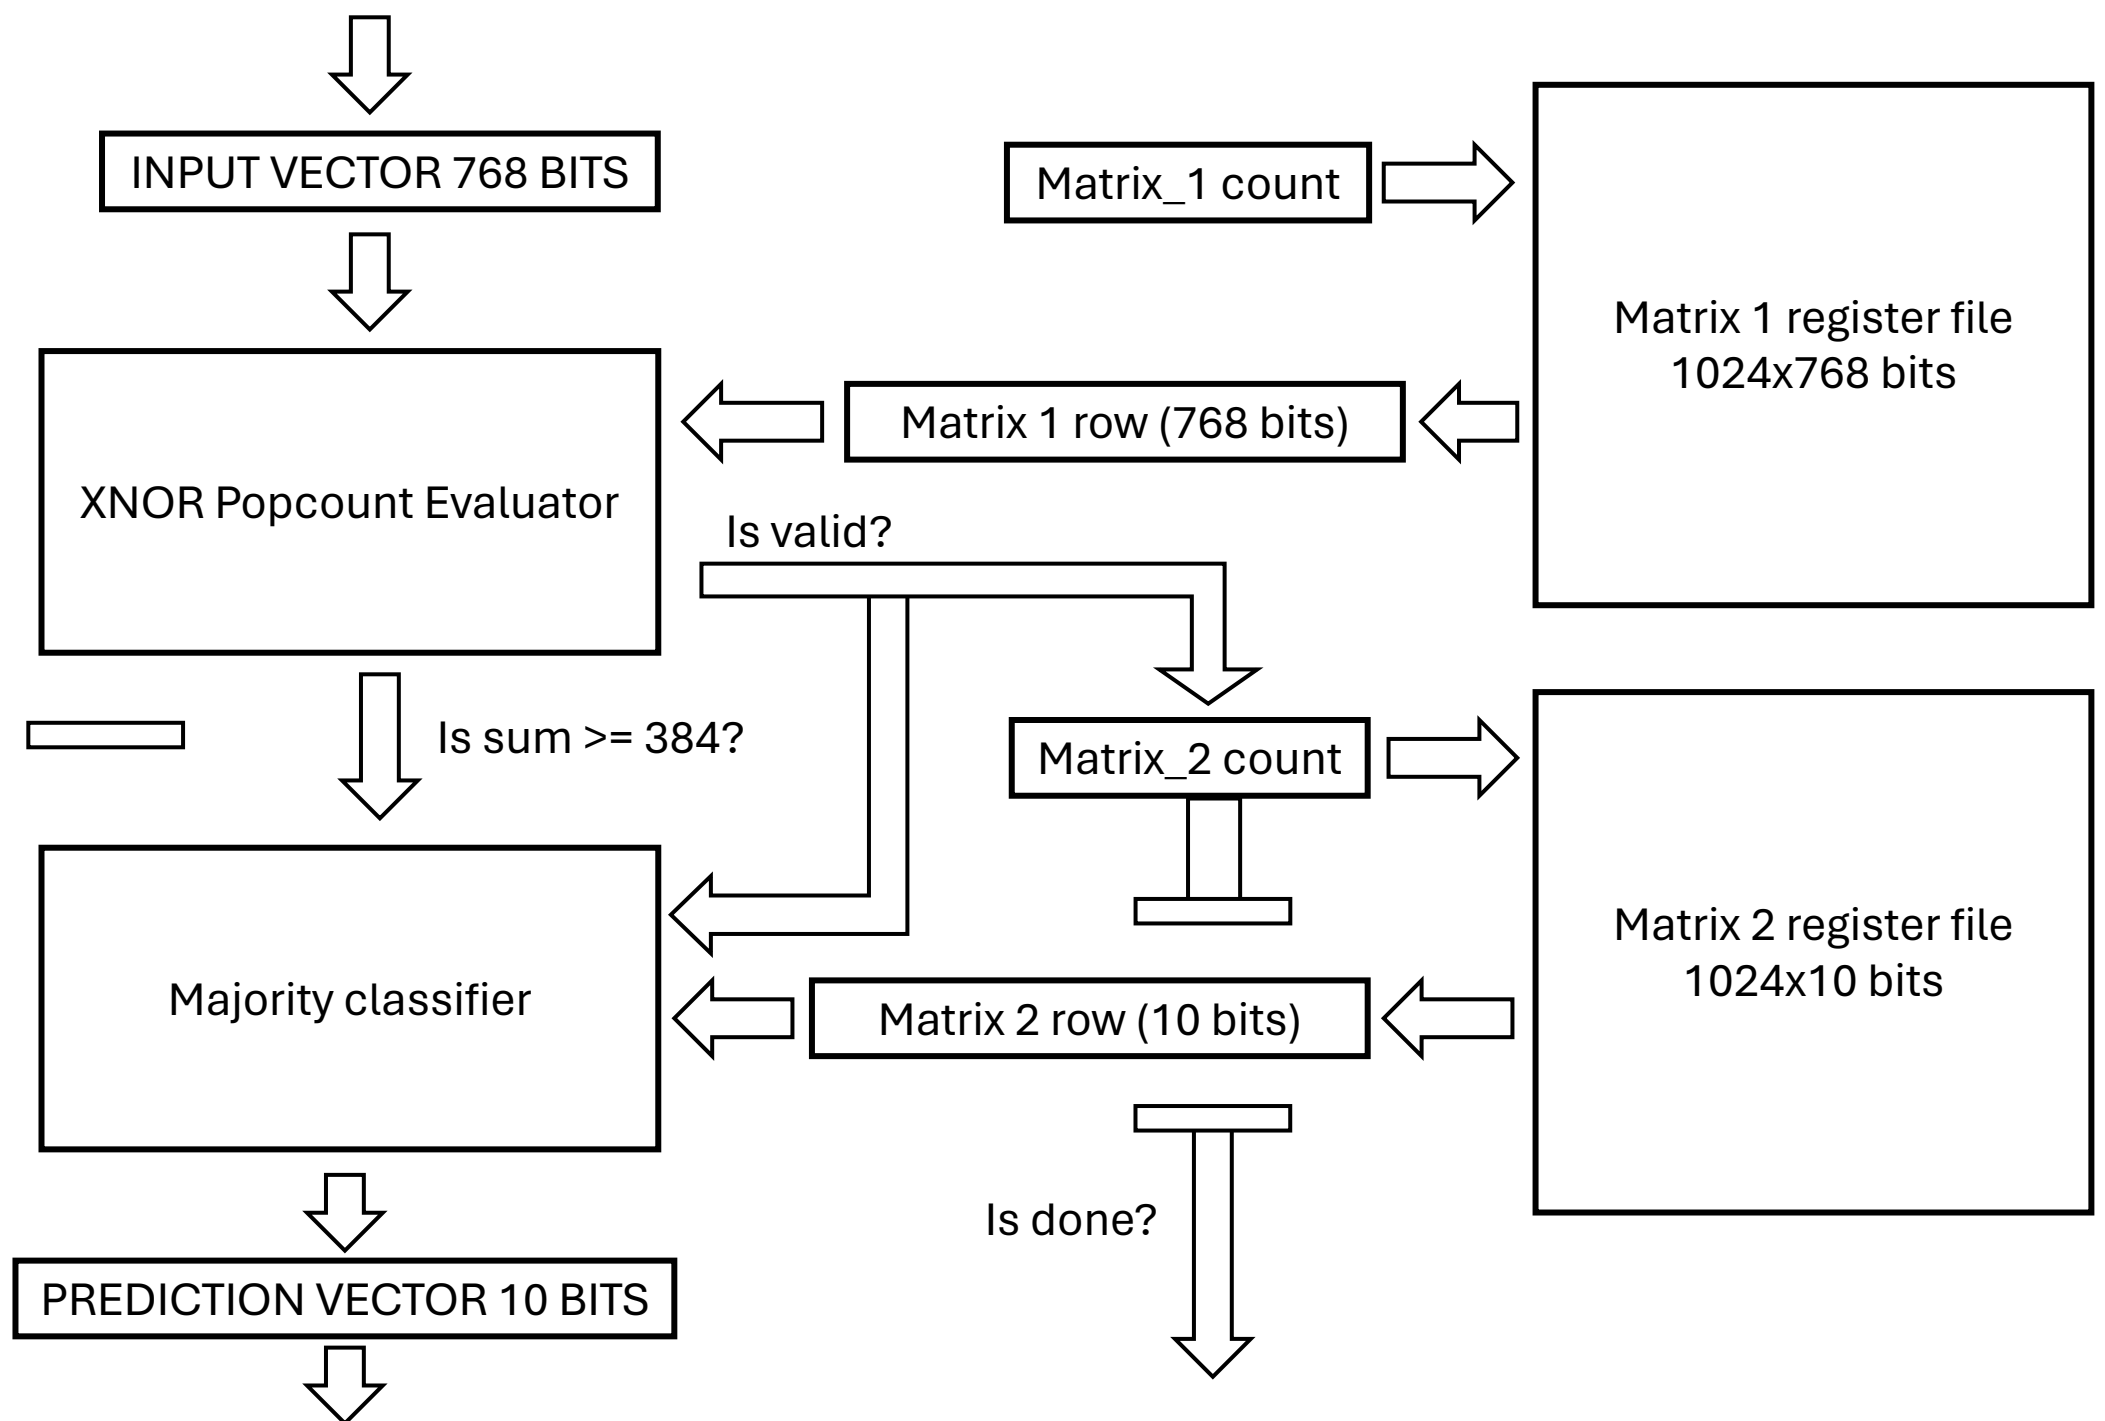 INPUT VECTOR 768 BITS
Matrix_1 count
Matrix 1 register file
1024x768 bits
Matrix 1 row (768 bits)
XNOR Popcount Evaluator
Is valid?
Is sum >= 384?
Matrix_2 count
Matrix 2 register file
1024x10 bits
Majority classifier
Matrix 2 row (10 bits)
Is done?
PREDICTION VECTOR 10 BITS